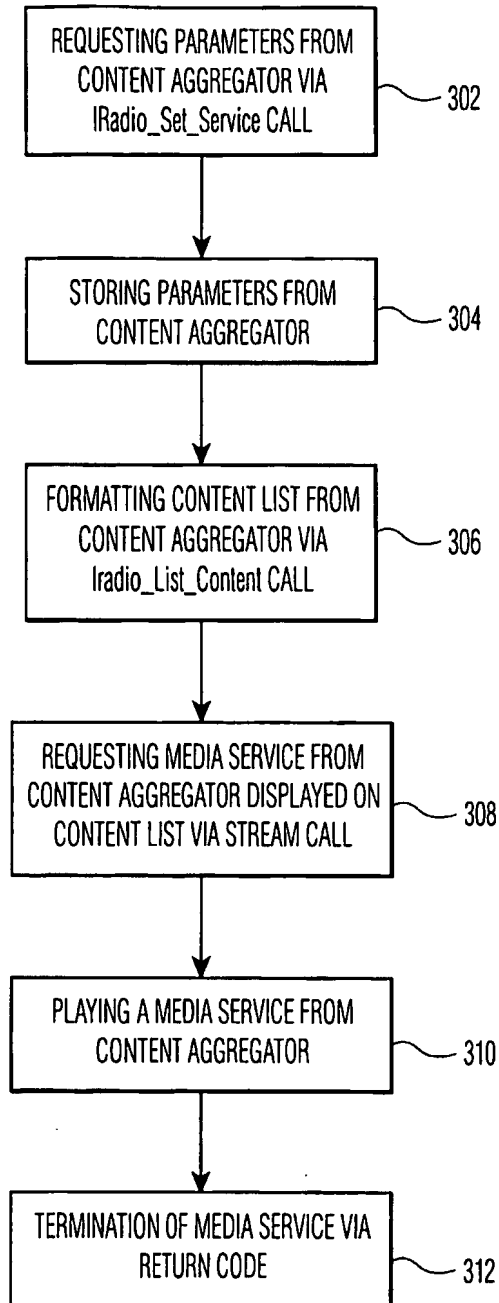 REQUESTING PARAMETERS FROM
CONTENT AGGREGATOR VIA
IRadio_Set_Service CALL
302
STORING PARAMETERS FROM
CONTENT AGGREGATOR
304
FORMATTING CONTENT LIST FROM
CONTENT AGGREGATOR VIA
Iradio_List_Content CALL
306
REQUESTING MEDIA SERVICE FROM
CONTENT AGGREGATOR DISPLAYED ON
CONTENT LIST VIA STREAM CALL
308
PLAYING A MEDIA SERVICE FROM
CONTENT AGGREGATOR
310
TERMINATION OF MEDIA SERVICE VIA
RETURN CODE
312